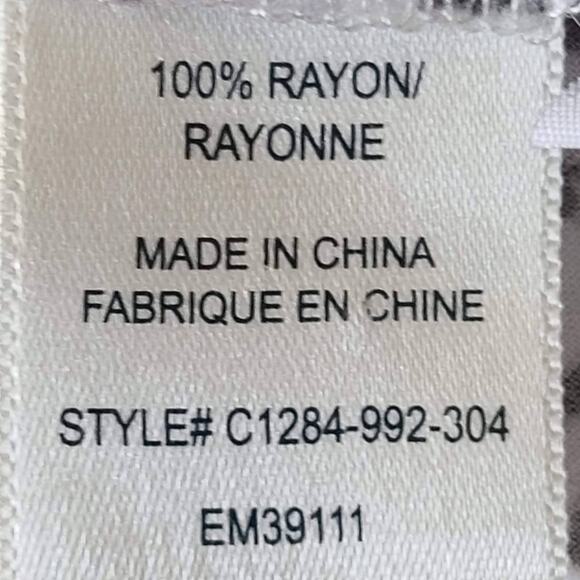 100% RAYON/
RAYONNE
MADE IN CHINA
FABRIQUE EN CHINE
STYLE# C1284-992-304
EM39111